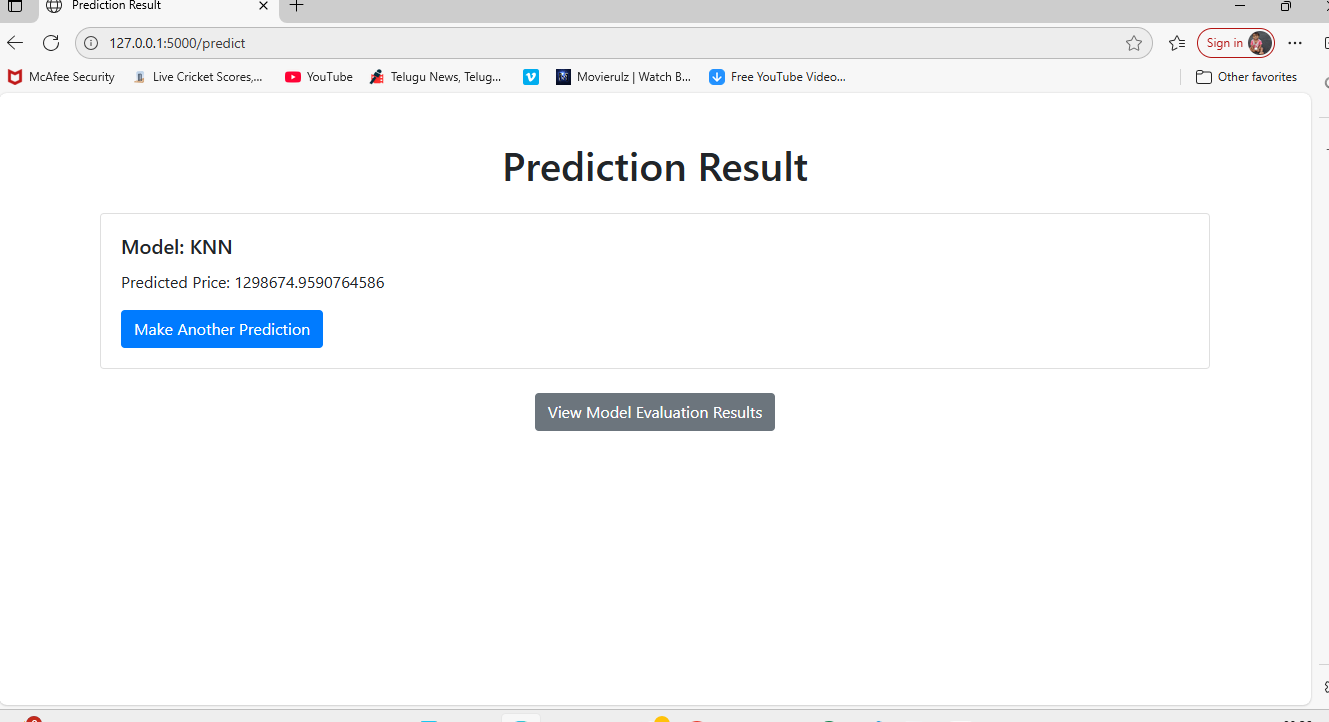 Prediction Result
127.0.0.1:5000/predict
Sign in
McAfee Security Live Cricket Scores,... YouTube Telugu News, Telug... Movierulz | Watch B... Free YouTube Video... Other favorites
Prediction Result
Model: KNN
Predicted Price: 1298674.9590764586
Make Another Prediction
View Model Evaluation Results